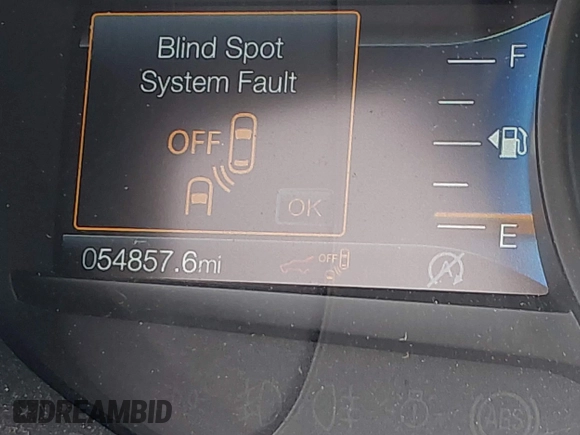 Blind Spot
System Fault
OFF
OK
F
E
054857.6mi
OFF
ABS
DREAMBID